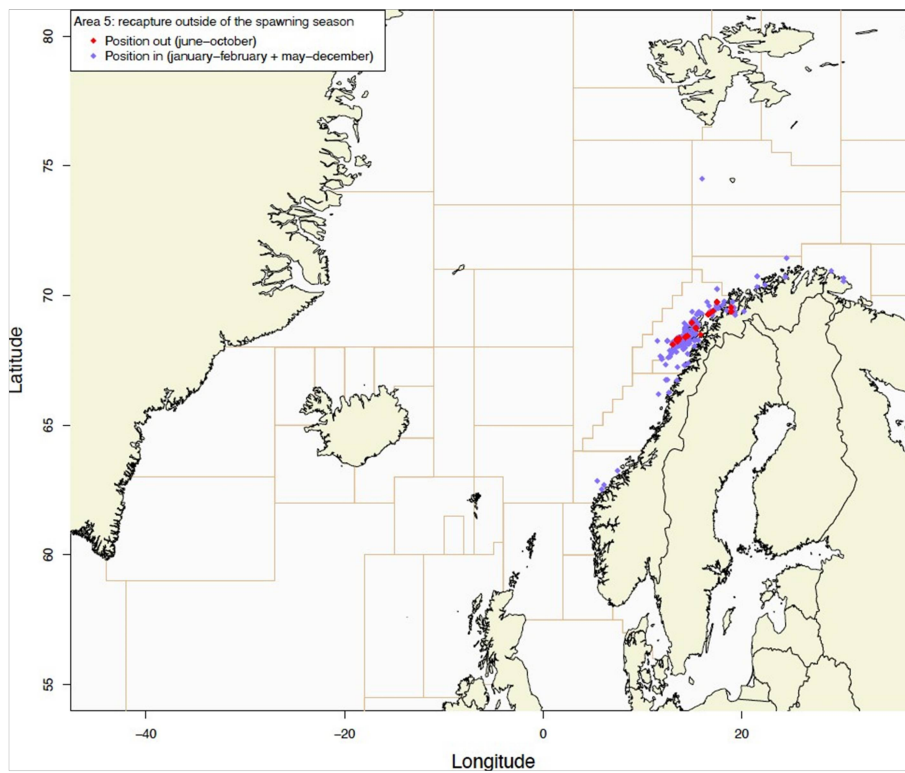 Area 5: recapture outside of the spawning season
Position out (june−october)
Position in (january−february + may−december)
80
75
70
65
60
55
Latitude
−40
−20
0
20
Longitude